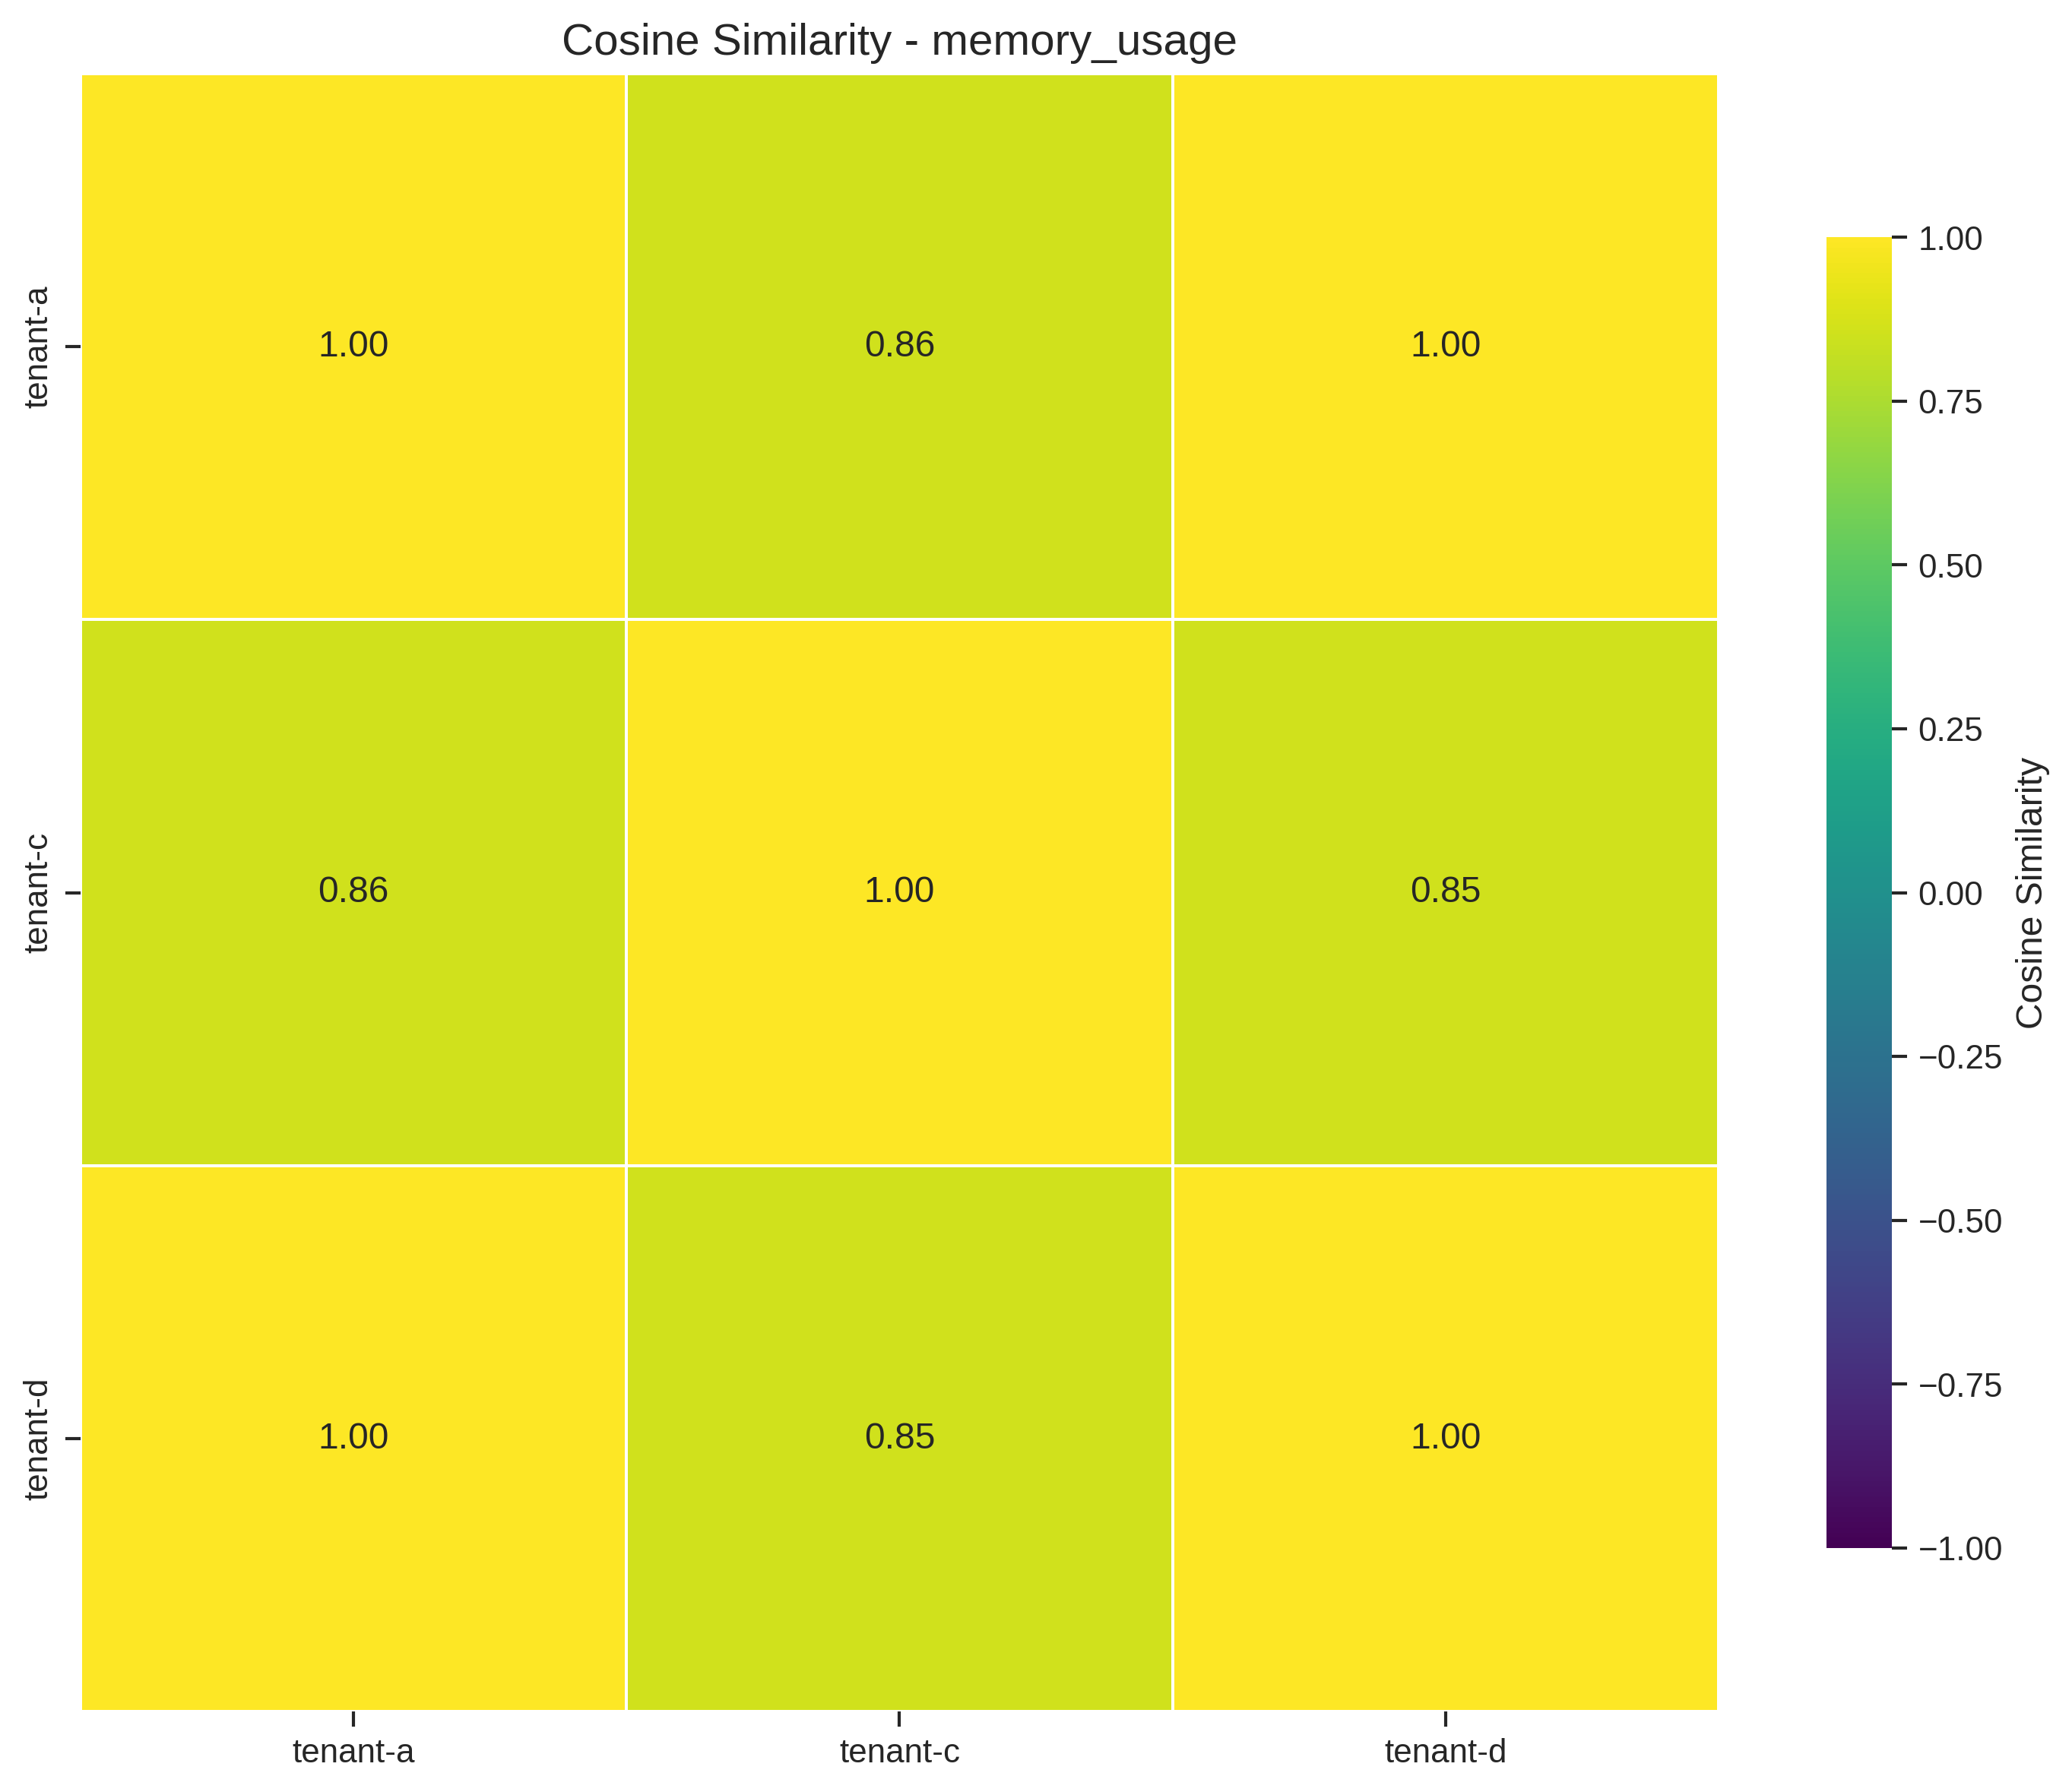 Cosine Similarity - memory_usage
tenant-a
1.00
0.86
1.00
tenant-c
0.86
1.00
0.85
tenant-d
1.00
0.85
1.00
tenant-a
tenant-c
tenant-d
1.00
0.75
0.50
0.25
0.00
−0.25
−0.50
−0.75
−1.00
Cosine Similarity